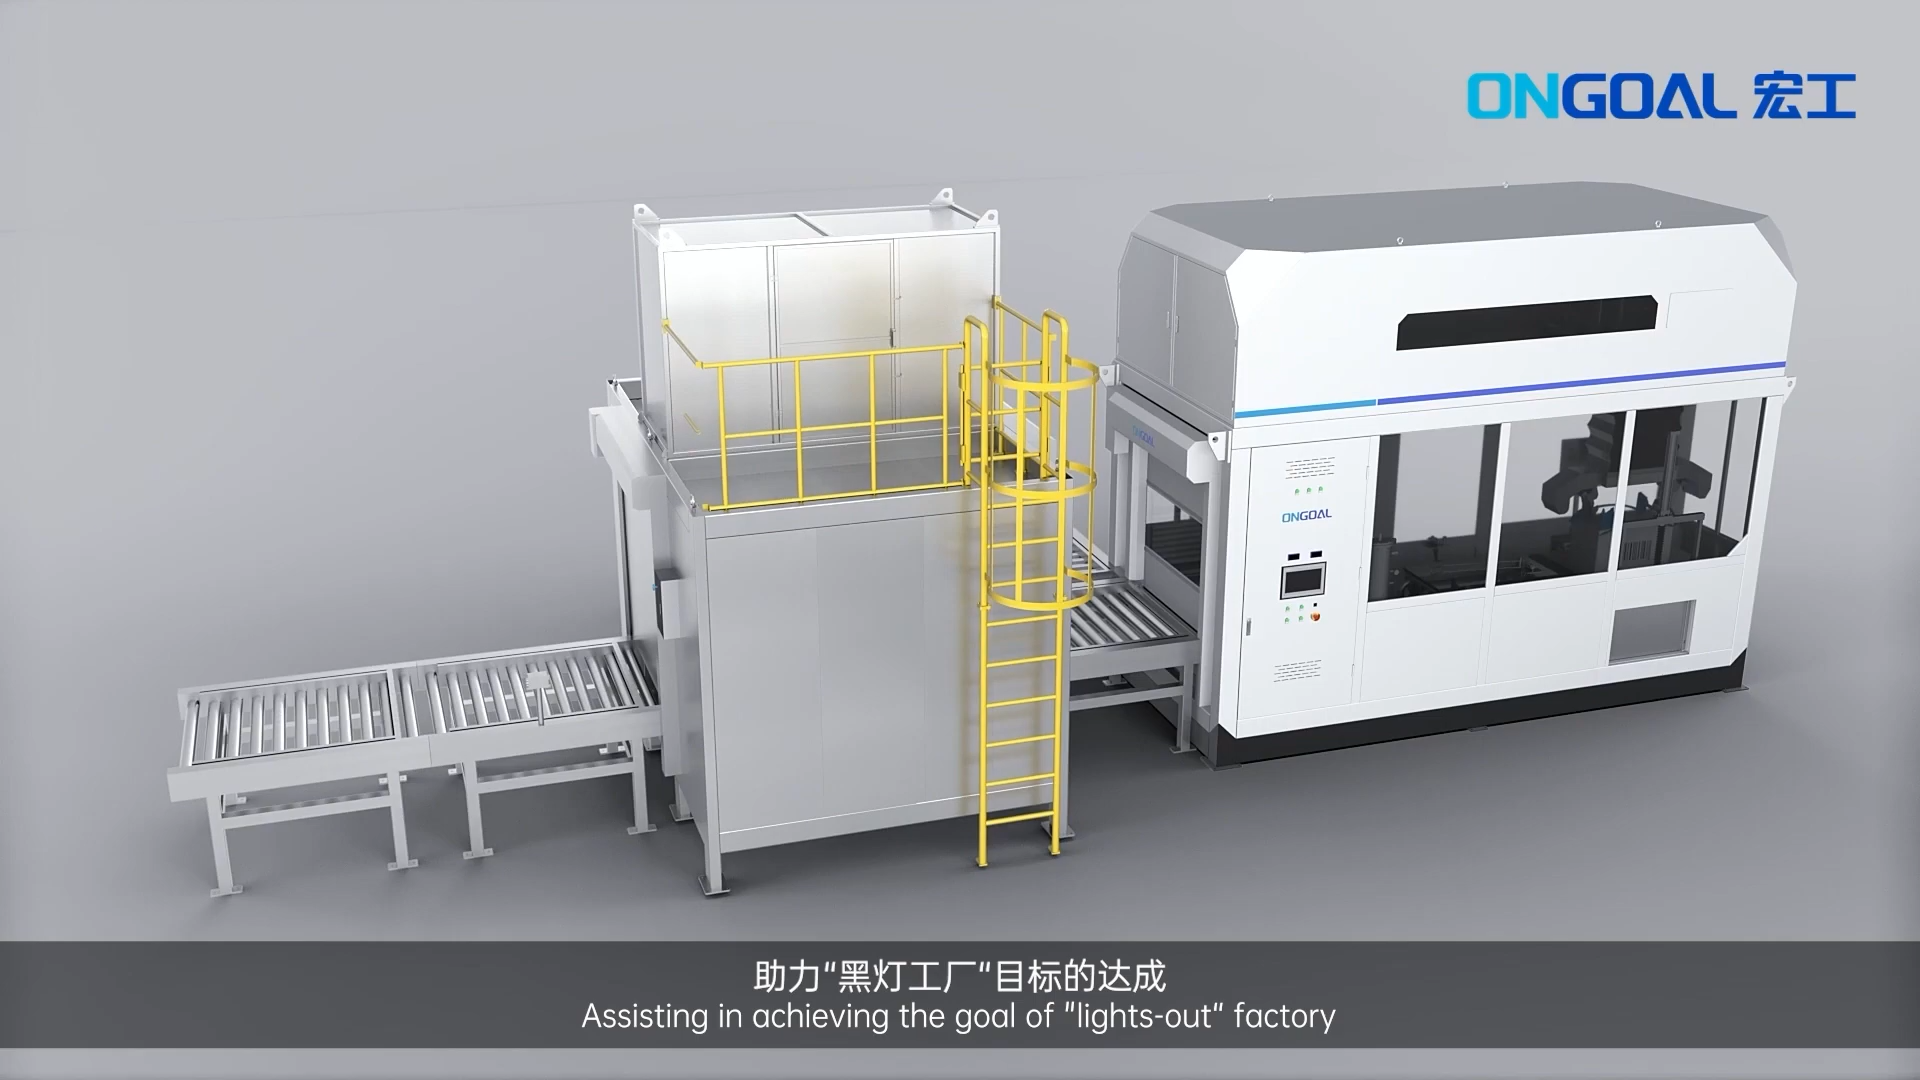 ONGOAL 宏工
ONGOAL
ONGOAL
助力“黑灯工厂“目标的达成
Assisting in achieving the goal of "lights-out" factory